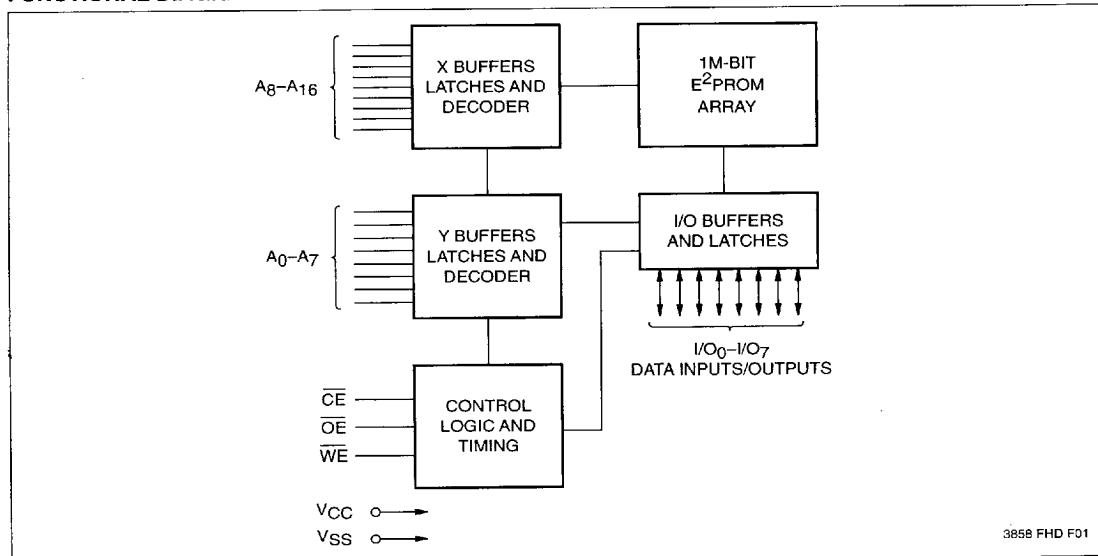 A8–A16
X BUFFERS
LATCHES AND
DECODER
1M-BIT
E2PROM
ARRAY
A0–A7
Y BUFFERS
LATCHES AND
DECODER
I/O BUFFERS
AND LATCHES
I/O0–I/O7
DATA INPUTS/OUTPUTS
CE
OE
WE
CONTROL
LOGIC AND
TIMING
VCC
VSS
3858 FHD F01